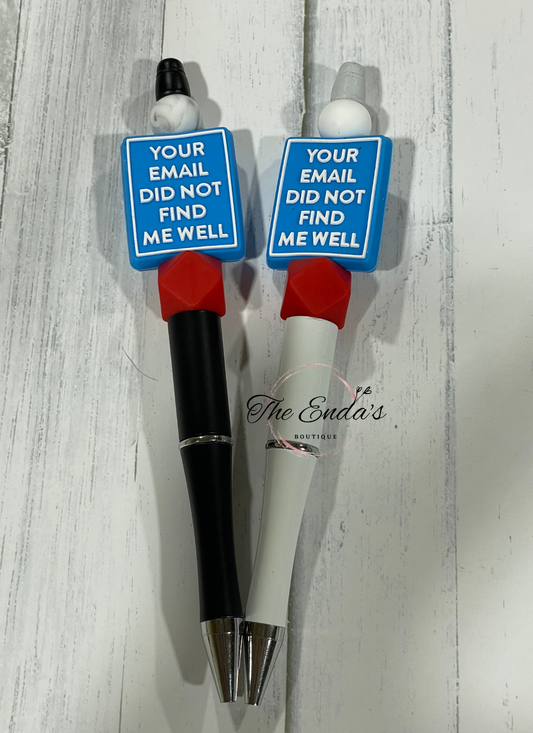 YOUR
EMAIL
DID NOT
FIND
ME WELL
YOUR
EMAIL
DID NOT
FIND
ME WELL
The Enda's
BOUTIQUE